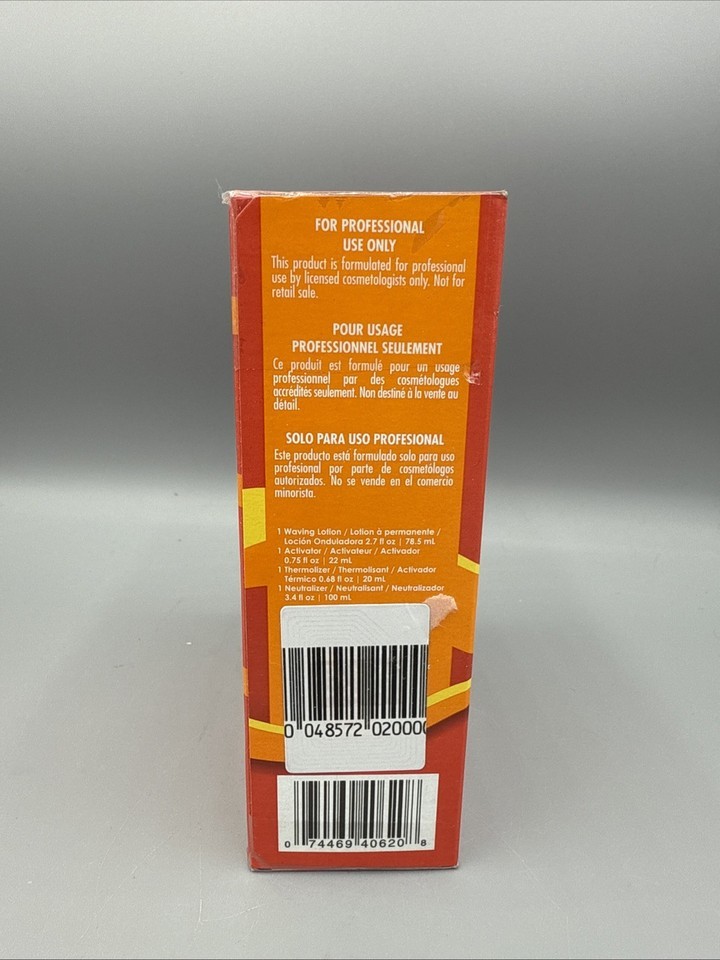 FOR PROFESSIONAL
USE ONLY
This product is formulated for professional
use by licensed cosmetologists only. Not for
retail sale.
POUR USAGE
PROFESSIONNEL SEULEMENT
Ce produit est formulé pour un usage
professionnel par des cosmétologues
accrédités seulement. Non destiné à la vente au
détail.
SOLO PARA USO PROFESIONAL
Este producto está formulado solo para uso
profesional por parte de cosmetólogos
autorizados. No se vende en el comercio
minorista.
1 Waving Lotion / Lotion à permanente /
Loción Onduladora 2.7 fl oz | 78.5 mL
1 Activator / Activateur / Activador
0.75 fl oz | 22 mL
1 Thermolizer / Thermolisant / Activador
Térmico 0.68 fl oz | 20 mL
1 Neutralizer / Neutralisant / Neutralizador
3.4 fl oz | 100 mL
0 048572 02000
0 74469 40620 8